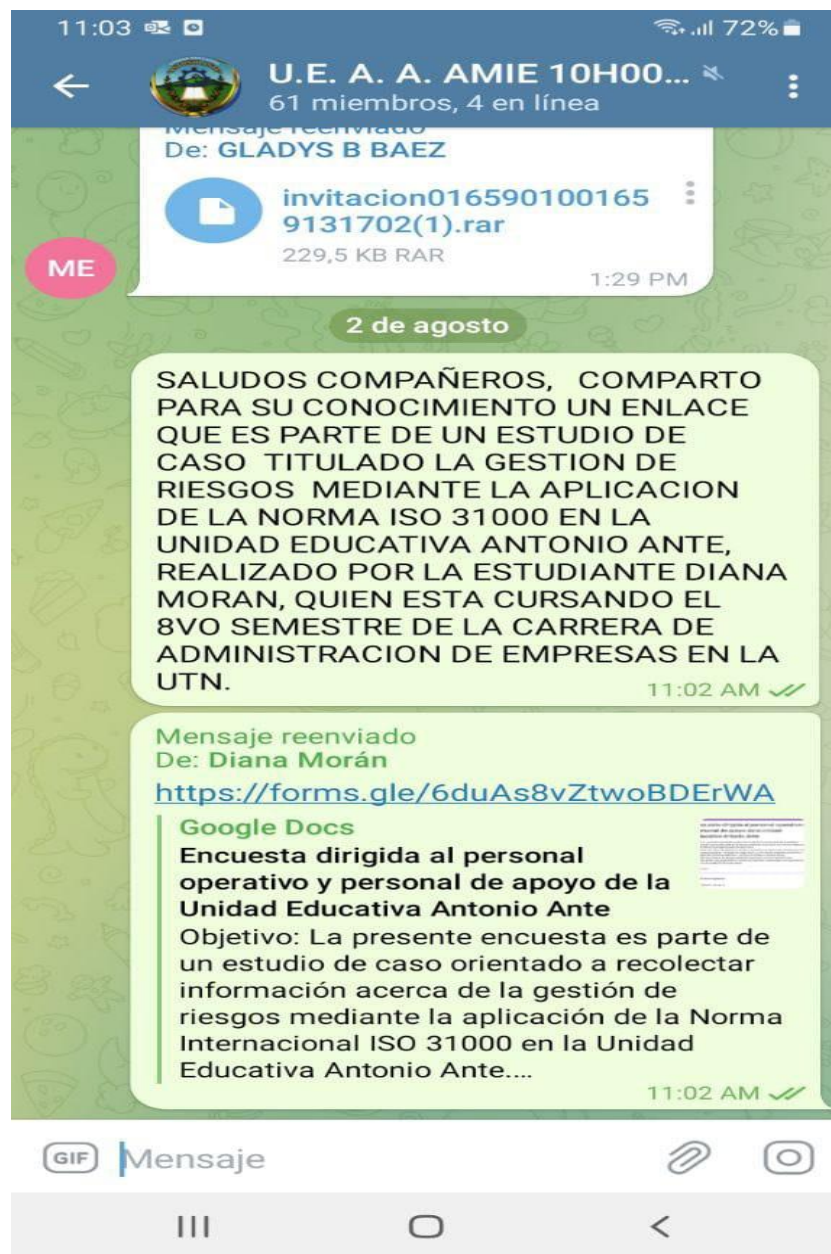 11:03 72%
U.E. A. A. AMIE 10H00...
61 miembros, 4 en línea
Mensaje reenviado
De: GLADYS B BAEZ
invitacion016590100165
9131702(1).rar
229,5 KB RAR
1:29 PM
ME
2 de agosto
SALUDOS COMPAÑEROS, COMPARTO
PARA SU CONOCIMIENTO UN ENLACE
QUE ES PARTE DE UN ESTUDIO DE
CASO TITULADO LA GESTION DE
RIESGOS MEDIANTE LA APLICACION
DE LA NORMA ISO 31000 EN LA
UNIDAD EDUCATIVA ANTONIO ANTE,
REALIZADO POR LA ESTUDIANTE DIANA
MORAN, QUIEN ESTA CURSANDO EL
8VO SEMESTRE DE LA CARRERA DE
ADMINISTRACION DE EMPRESAS EN LA
UTN.
11:02 AM
Mensaje reenviado
De: Diana Morán
https://forms.gle/6duAs8vZtwoBDErWA
Google Docs
Encuesta dirigida al personal
operativo y personal de apoyo de la
Unidad Educativa Antonio Ante
Objetivo: La presente encuesta es parte de
un estudio de caso orientado a recolectar
información acerca de la gestión de
riesgos mediante la aplicación de la Norma
Internacional ISO 31000 en la Unidad
Educativa Antonio Ante....
11:02 AM
GIF Mensaje